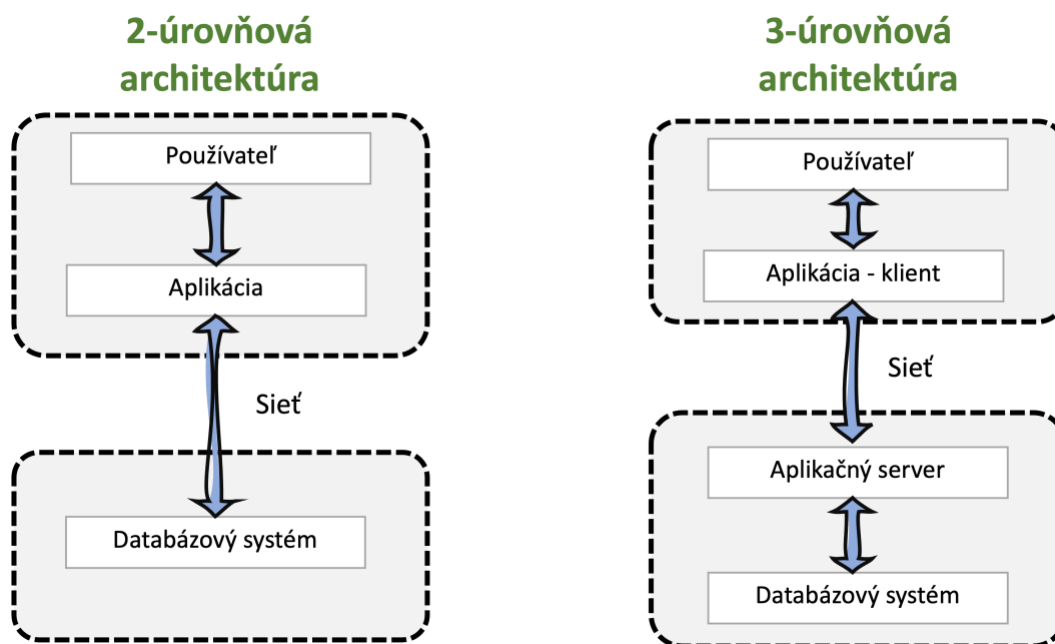 2-úrovňová
architektúra
Používateľ
Aplikácia
Sieť
Databázový systém
3-úrovňová
architektúra
Používateľ
Aplikácia - klient
Sieť
Aplikačný server
Databázový systém